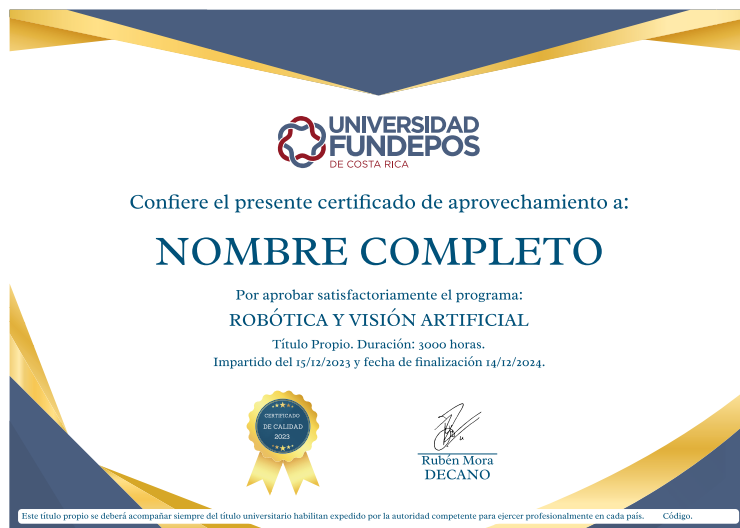 UNIVERSIDAD
FUNDEPOS
DE COSTA RICA
Confiere el presente certificado de aprovechamiento a:
NOMBRE COMPLETO
Por aprobar satisfactoriamente el programa:
ROBÓTICA Y VISIÓN ARTIFICIAL
Título Propio. Duración: 3000 horas.
Impartido del 15/12/2023 y fecha de finalización 14/12/2024.
CERTIFICADO
DE CALIDAD
2023
Rubén Mora
DECANO
Este título propio se deberá acompañar siempre del título universitario habilitan expedido por la autoridad competente para ejercer profesionalmente en cada país. Código.